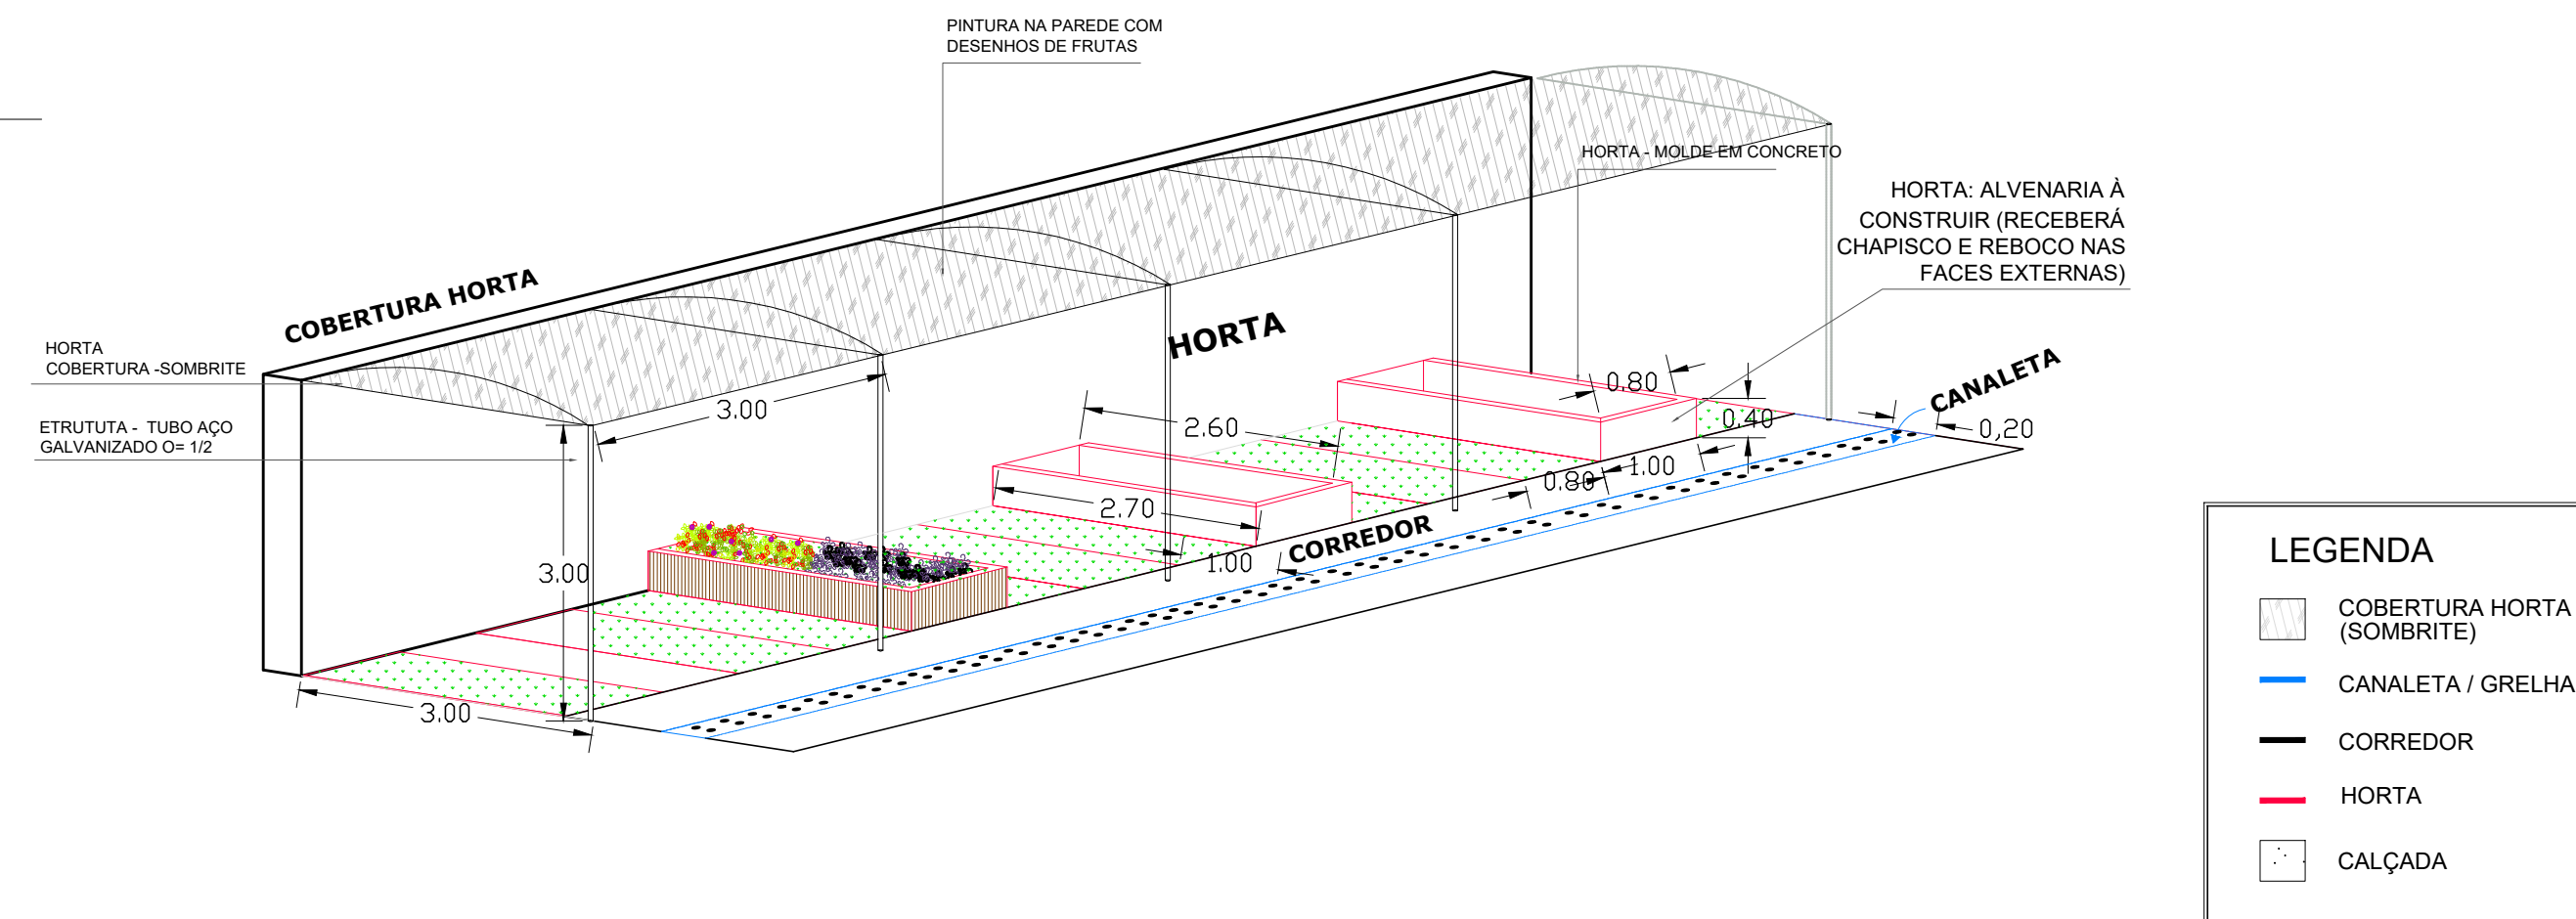 PINTURA NA PAREDE COM
DESENHOS DE FRUTAS
HORTA - MOLDE EM CONCRETO
HORTA: ALVENARIA À
CONSTRUIR (RECEBERÁ
CHAPISCO E REBOCO NAS
FACES EXTERNAS)
COBERTURA HORTA
HORTA
COBERTURA -SOMBRITE
ETRUTUTA - TUBO AÇO
GALVANIZADO O= 1/2
HORTA
CANALETA
CORREDOR
3.00
3.00
3.00
2.60
2.70
1.00
0.80
0.80
1.00
0.40
0,20
LEGENDA
COBERTURA HORTA
(SOMBRITE)
CANALETA / GRELHA
CORREDOR
HORTA
CALÇADA